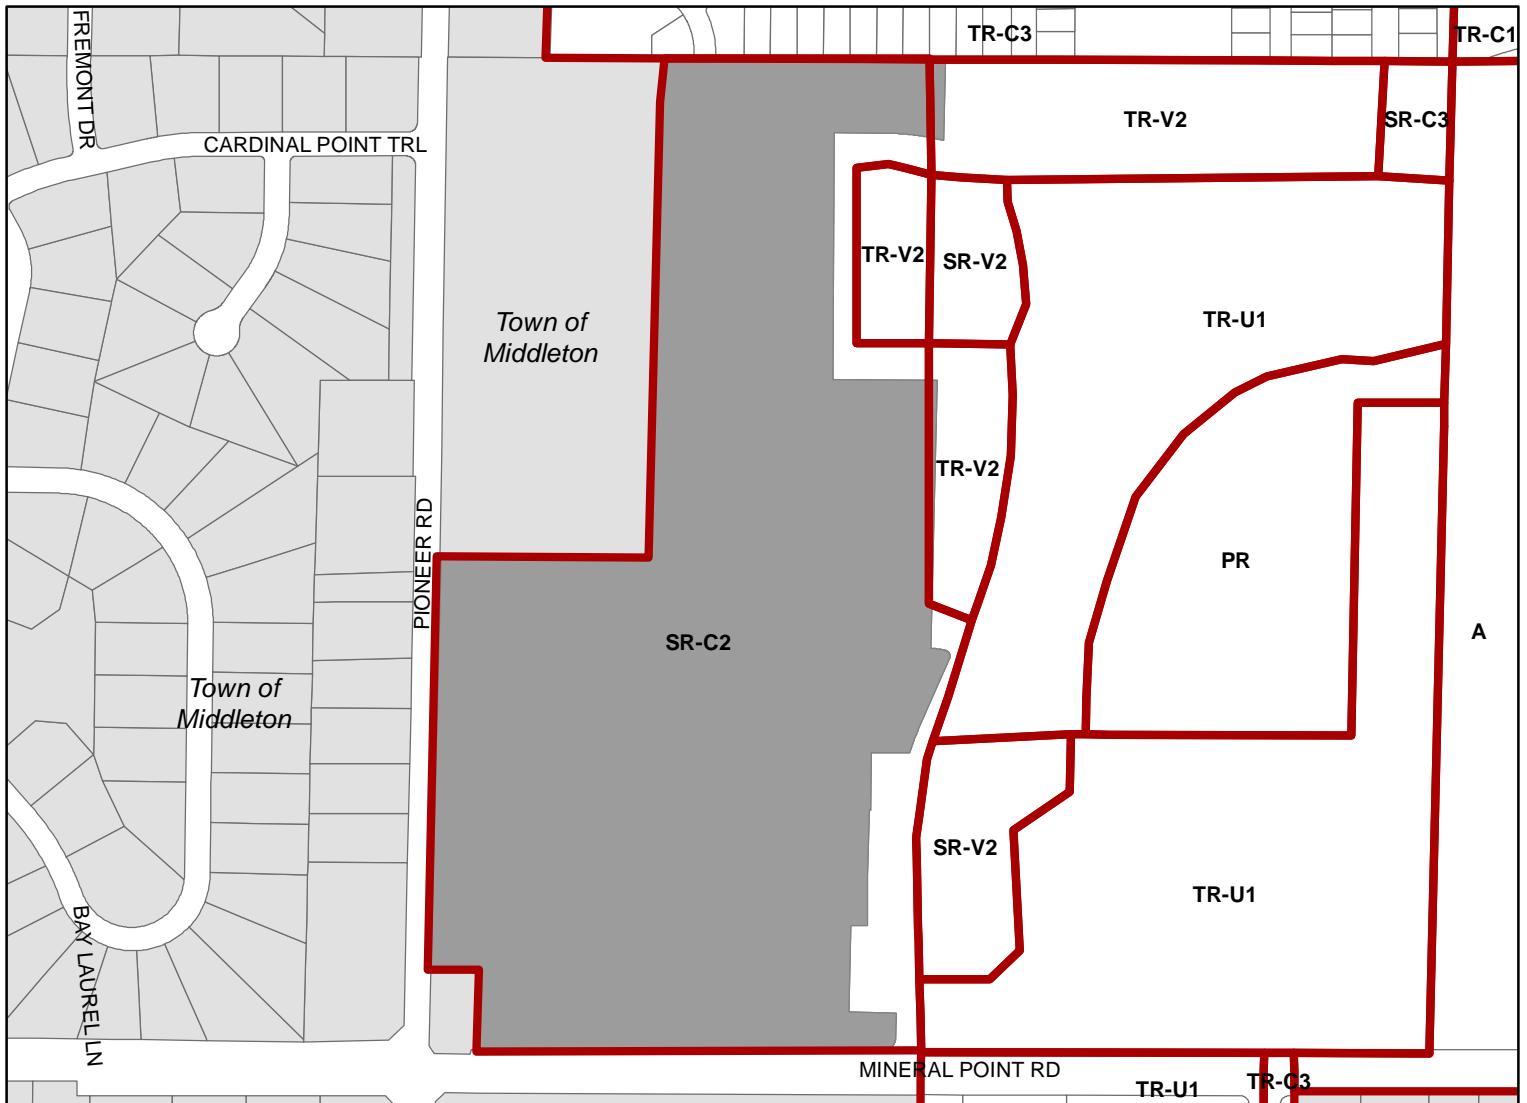 TR-C3
TR-C1
FREMONT DR
TR-V2
SR-C3
CARDINAL POINT TRL
TR-V2
SR-V2
Town of
Middleton
TR-U1
TR-V2
PIONEER RD
PR
SR-C2
A
Town of
Middleton
SR-V2
TR-U1
BAY LAUREL LN
MINERAL POINT RD
TR-U1
TR-C3